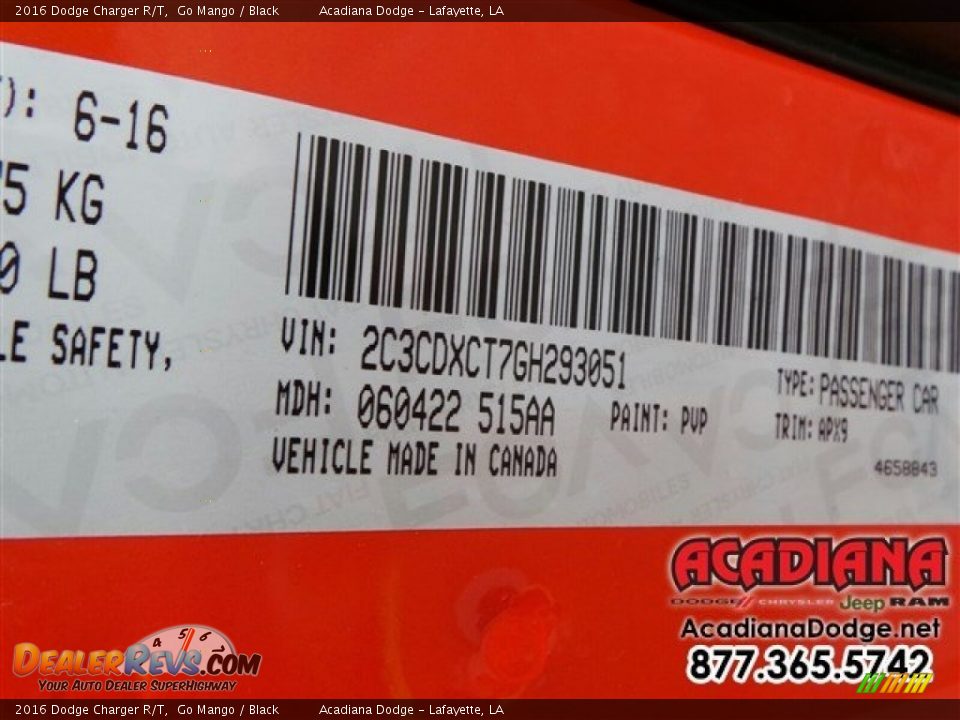 2016 Dodge Charger R/T,  Go Mango / Black          Acadiana Dodge - Lafayette, LA
): 6-16
5 KG
0 LB
LE SAFETY,
VIN: 2C3CDXCT7GH293051
TYPE: PASSENGER CAR
MDH: 060422 515AA
PAINT: PVP
TRIM: APX9
VEHICLE MADE IN CANADA
4658843
ACADIANA
DODGE CHRYSLER Jeep RAM
AcadianaDodge.net
877.365.5742
4 5 6
DEALERREVS.COM
YOUR AUTO DEALER SUPERHIGHWAY
2016 Dodge Charger R/T,  Go Mango / Black          Acadiana Dodge - Lafayette, LA